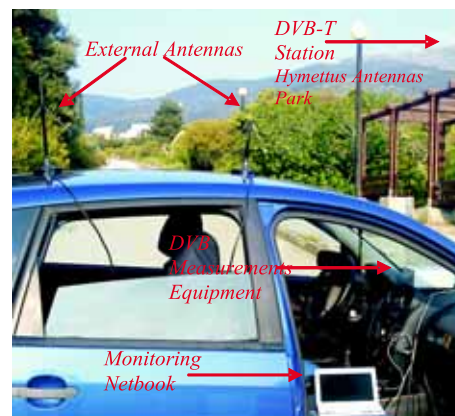 External Antennas
DVB-T
Station
Hymettus Antennas
Park
DVB
Measurements
Equipment
Monitoring
Netbook